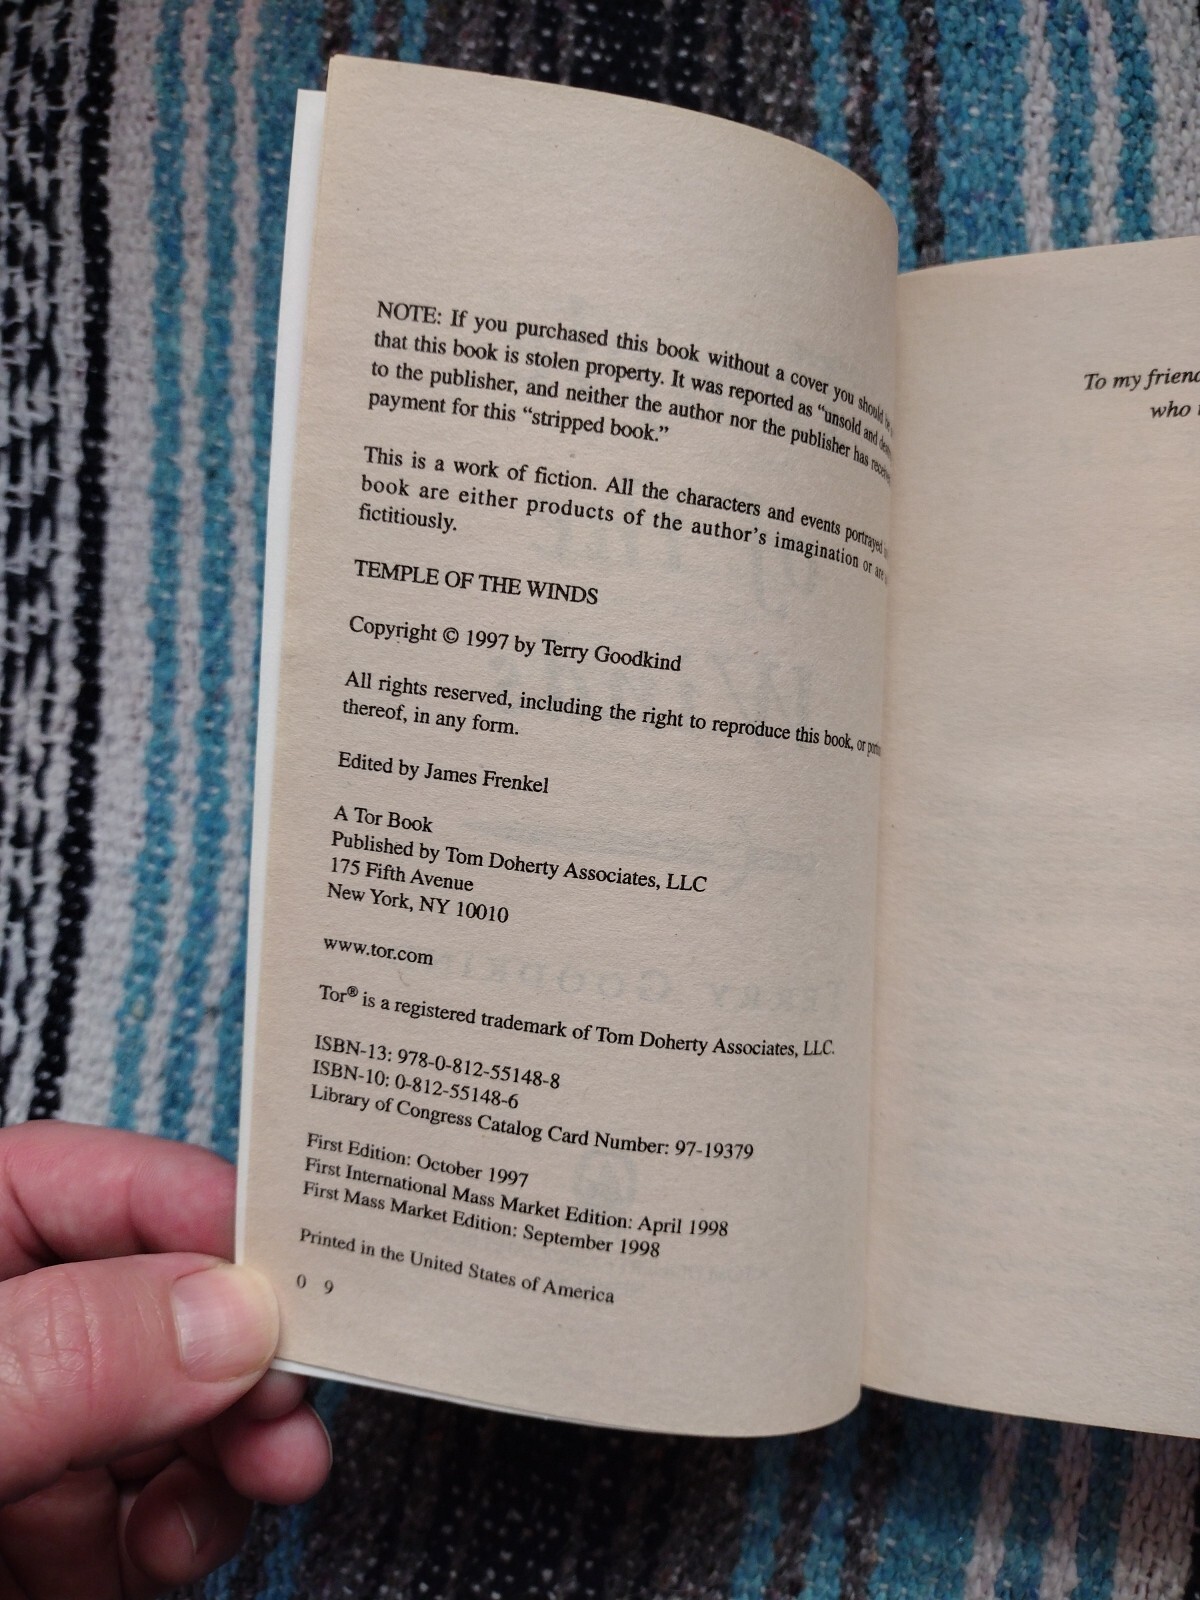 NOTE: If you purchased this book without a cover you should be
that this book is stolen property. It was reported as “unsold and
to the publisher, and neither the author nor the publisher has
payment for this “stripped book.”
This is a work of fiction. All the characters and events portrayed
book are either products of the author’s imagination or are
fictitiously.
TEMPLE OF THE WINDS
Copyright © 1997 by Terry Goodkind
All rights reserved, including the right to reproduce this book, or
thereof, in any form.
Edited by James Frenkel
A Tor Book
Published by Tom Doherty Associates, LLC
175 Fifth Avenue
New York, NY 10010
www.tor.com
Tor® is a registered trademark of Tom Doherty Associates, LLC.
ISBN-13: 978-0-812-55148-8
ISBN-10: 0-812-55148-6
Library of Congress Catalog Card Number: 97-19379
First Edition: October 1997
First International Mass Market Edition: April 1998
First Mass Market Edition: September 1998
Printed in the United States of America
0 9
To my
who